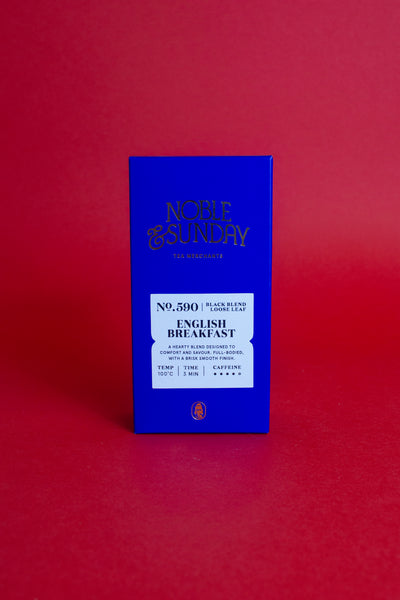 NOBLE
& SUNDAY
TEA MERCHANTS
No. 590 | BLACK BLEND
LOOSE LEAF
ENGLISH
BREAKFAST
A HEARTY BLEND DESIGNED TO
COMFORT AND SAVOUR. FULL-BODIED,
WITH A BRISK SMOOTH FINISH.
TEMP | TIME | CAFFEINE
100°C | 3 MIN